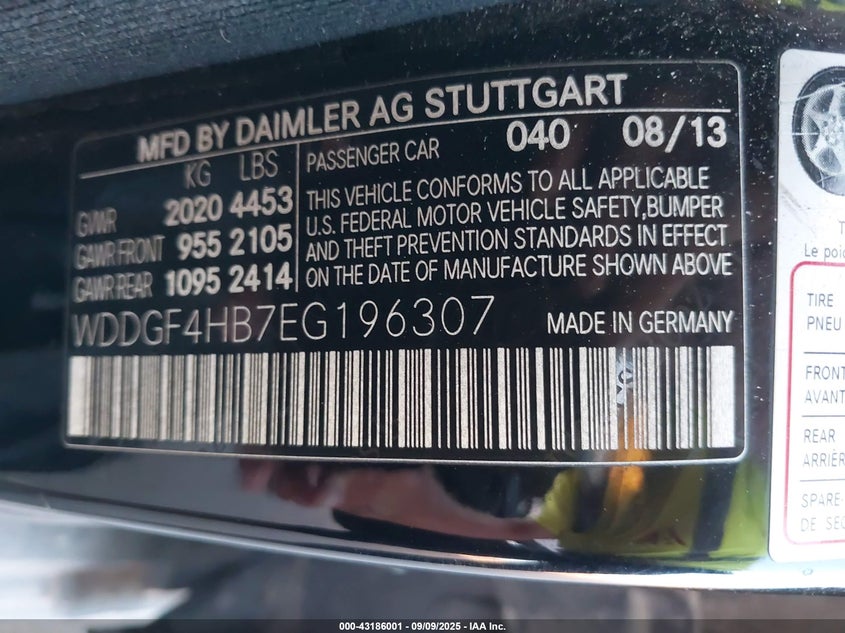 MFD BY DAIMLER AG STUTTGART
KG LBS
GVWR 2020 4453
GAWR FRONT 955 2105
GAWR REAR 1095 2414
PASSENGER CAR 040 08/13
THIS VEHICLE CONFORMS TO ALL APPLICABLE
U.S. FEDERAL MOTOR VEHICLE SAFETY,BUMPER
AND THEFT PREVENTION STANDARDS IN EFFECT
ON THE DATE OF MANUFACTURE SHOWN ABOVE
WDDGF4HB7EG196307 MADE IN GERMANY
T
Le poid
TIRE
PNEU
FRONT
AVANT
REAR
ARRIÈR
SPARE-
DE SEC
000-43186001 - 09/09/2025 - IAA Inc.